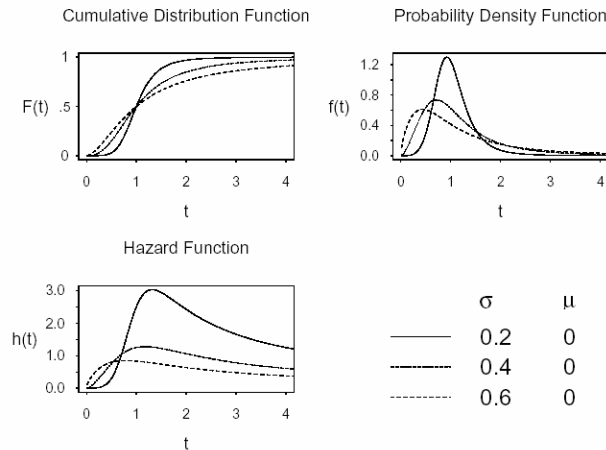 Cumulative Distribution Function
F(t)
1
.5
0
0 1 2 3 4
t
Probability Density Function
f(t)
1.2
0.8
0.4
0.0
0 1 2 3 4
t
Hazard Function
h(t)
3.0
2.0
1.0
0.0
0 1 2 3 4
t
σ μ
0.2 0
0.4 0
0.6 0